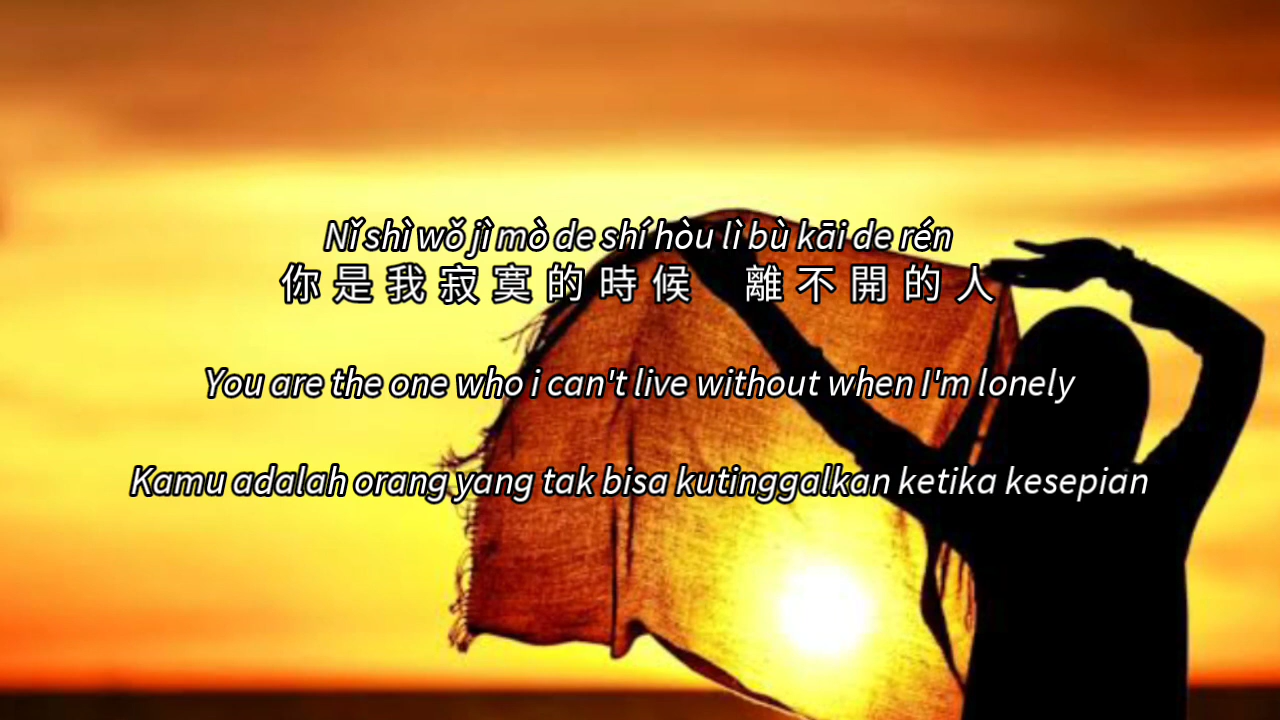 Nǐ shì wǒ jì mò de shí hòu lì bù kāi de rén
你是我寂寞的時候 離不開的人
You are the one who i can't live without when I'm lonely
Kamu adalah orang yang tak bisa kutinggalkan ketika kesepian